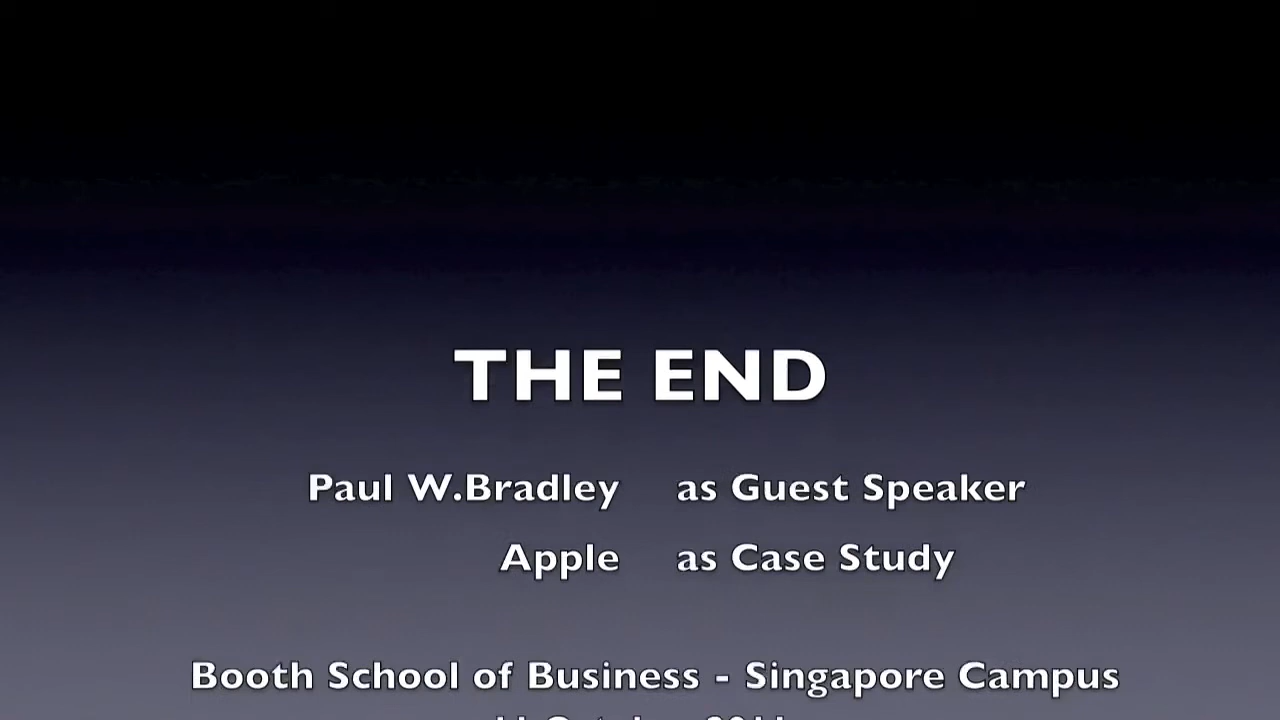 THE END
Paul W.Bradley as Guest Speaker
Apple as Case Study
Booth School of Business - Singapore Campus